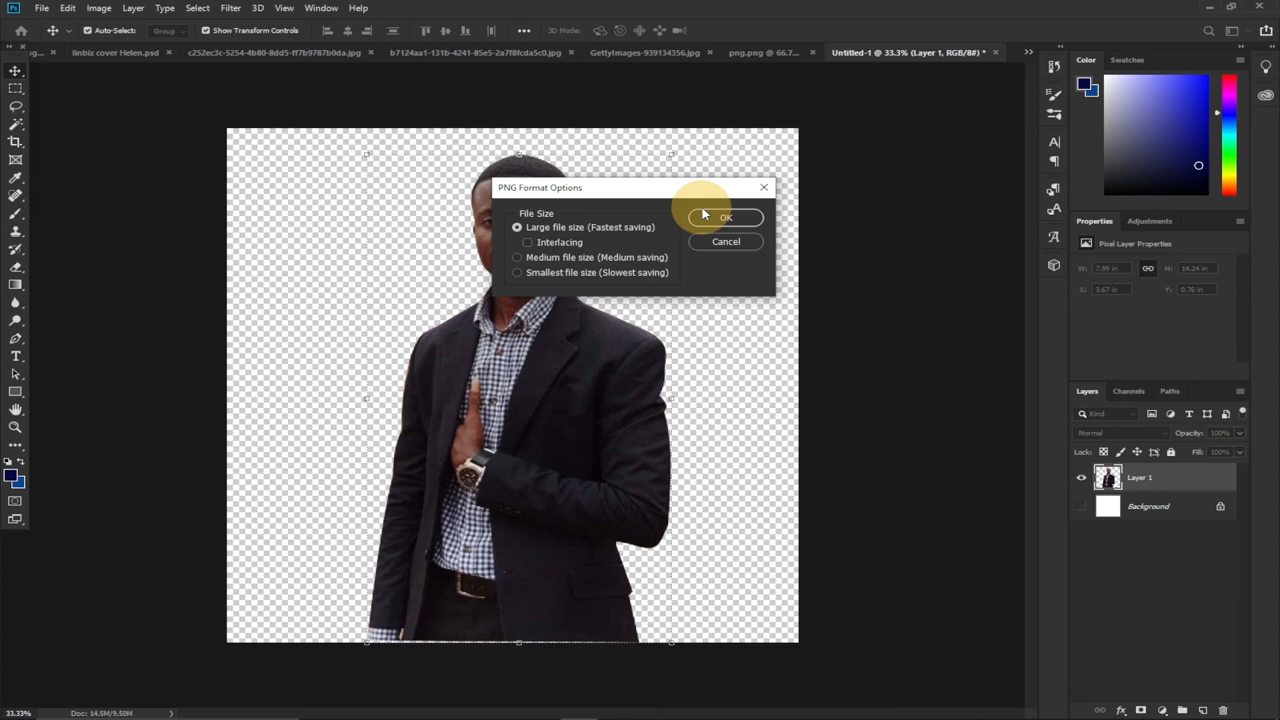 Ps File Edit Image Layer Type Select Filter 3D View Window Help
Auto-Select: Group Show Transform Controls 3D Mode:
ng... linbiz cover Helen.psd c252ec3c-5254-4b80-8dd5-ff7b9787b0da.jpg b7124aa1-131b-4241-85e5-2a7f8fcda5c0.jpg GettyImages-939134356.jpg png.png @ 66.7... Untitled-1 @ 33.3% (Layer 1, RGB/8#) *
Color Swatches
PNG Format Options
File Size
Large file size (Fastest saving)
OK
Interlacing
Cancel
Medium file size (Medium saving)
Smallest file size (Slowest saving)
Properties Adjustments
Pixel Layer Properties
W: 7.99 in H: 14.24 in
X: 3.67 in Y: 0.76 in
Layers Channels Paths
Kind
Normal Opacity: 100%
Lock: Fill: 100%
Layer 1
Background
33.33% Doc: 14.5M/9.50M